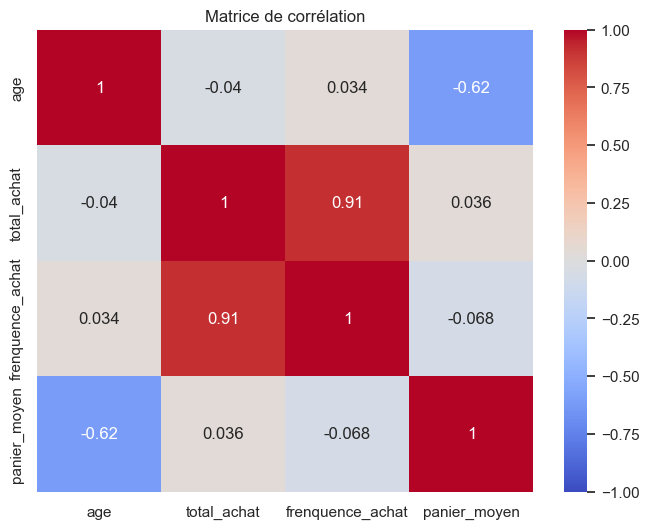 Matrice de corrélation
age
1
-0.04
0.034
-0.62
total_achat
-0.04
1
0.91
0.036
frenquence_achat
0.034
0.91
1
-0.068
panier_moyen
-0.62
0.036
-0.068
1
age
total_achat
frenquence_achat
panier_moyen
1.00
0.75
0.50
0.25
0.00
−0.25
−0.50
−0.75
−1.00